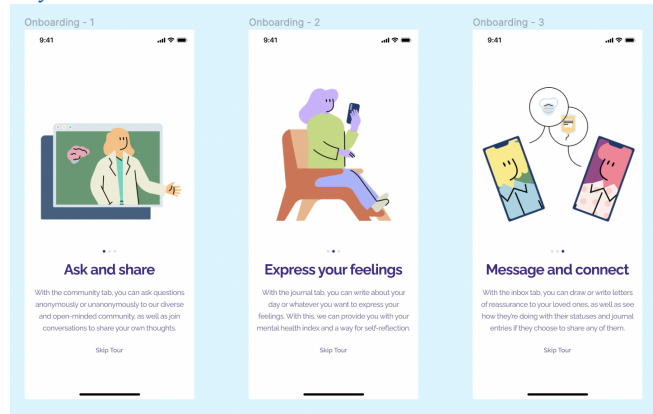 Onboarding - 1
9:41
Ask and share
With the community tab, you can ask questions
anonymously or unanonymously to our diverse
and open-minded community, as well as join
conversations to share your own thoughts.
Skip Tour
Onboarding - 2
9:41
Express your feelings
With the journal tab, you can write about your
day or whatever you want to express your
feelings. With this, we can provide you with your
mental health index and a way for self-reflection.
Skip Tour
Onboarding - 3
9:41
Message and connect
With the inbox tab, you can draw or write letters
of reassurance to your loved ones, as well as see
how they're doing with their statuses and journal
entries if they choose to share any of them.
Skip Tour